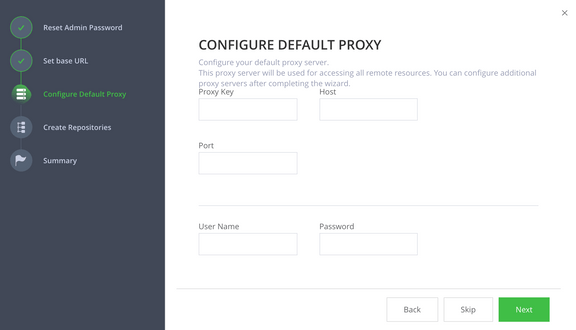 Reset Admin Password
Set base URL
Configure Default Proxy
Create Repositories
Summary
CONFIGURE DEFAULT PROXY
Configure your default proxy server.
This proxy server will be used for accessing all remote resources. You can configure additional
proxy servers after completing the wizard.
Proxy Key Host
Port
User Name Password
Back Skip Next